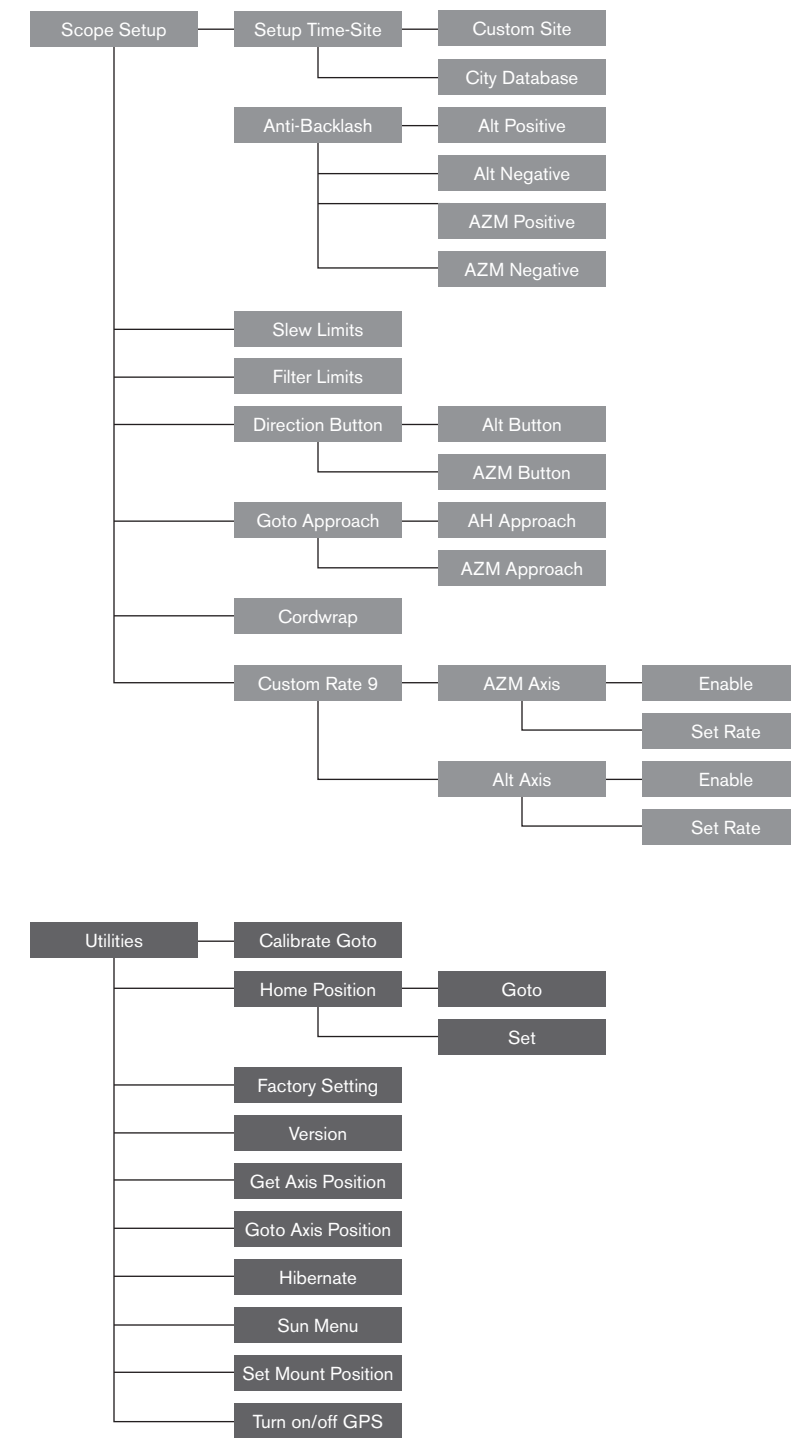 Scope Setup
Setup Time-Site
Custom Site
City Database
Anti-Backlash
Alt Positive
Alt Negative
AZM Positive
AZM Negative
Slew Limits
Filter Limits
Direction Button
Alt Button
AZM Button
Goto Approach
AH Approach
AZM Approach
Cordwrap
Custom Rate 9
AZM Axis
Enable
Set Rate
Alt Axis
Enable
Set Rate
Utilities
Calibrate Goto
Home Position
Goto
Set
Factory Setting
Version
Get Axis Position
Goto Axis Position
Hibernate
Sun Menu
Set Mount Position
Turn on/off GPS